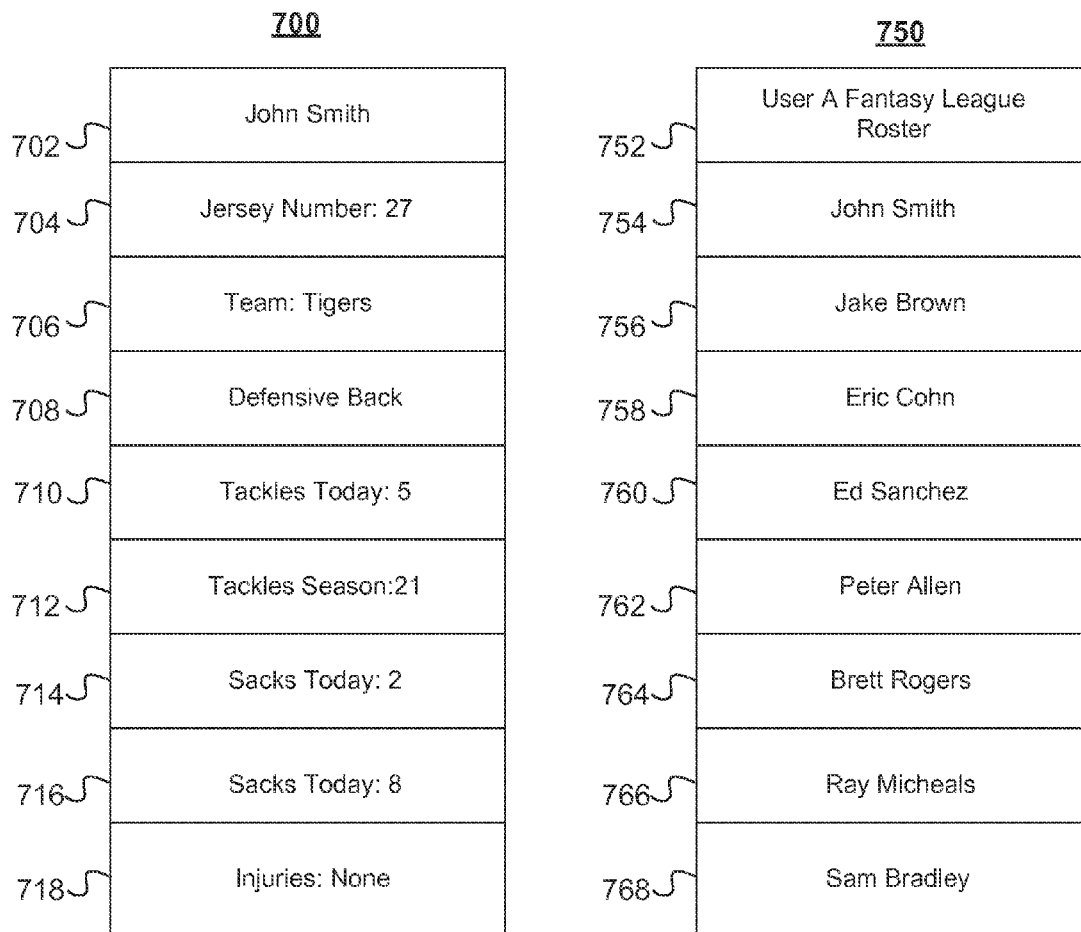 700
702
John Smith
704
Jersey Number: 27
706
Team: Tigers
708
Defensive Back
710
Tackles Today: 5
712
Tackles Season:21
714
Sacks Today: 2
716
Sacks Today: 8
718
Injuries: None
750
752
User A Fantasy League
Roster
754
John Smith
756
Jake Brown
758
Eric Cohn
760
Ed Sanchez
762
Peter Allen
764
Brett Rogers
766
Ray Micheals
768
Sam Bradley